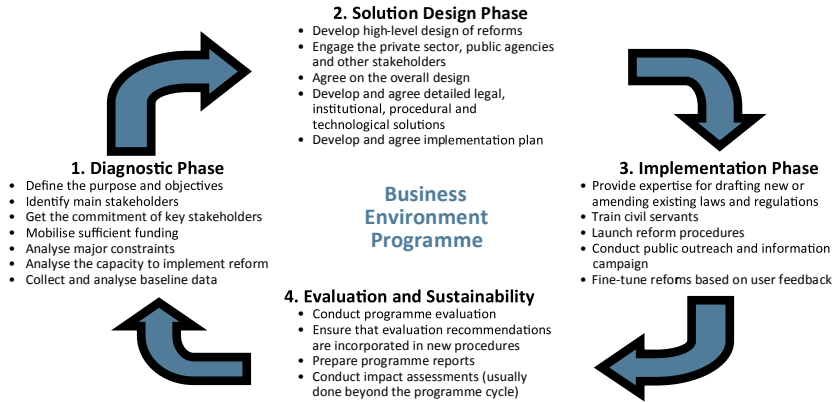 2. Solution Design Phase
• Develop high-level design of reforms
• Engage the private sector, public agencies
and other stakeholders
• Agree on the overall design
• Develop and agree detailed legal,
institutional, procedural and
technological solutions
• Develop and agree implementation plan
1. Diagnostic Phase
• Define the purpose and objectives
• Identify main stakeholders
• Get the commitment of key stakeholders
• Mobilise sufficient funding
• Analyse major constraints
• Analyse the capacity to implement reform
• Collect and analyse baseline data
Business
Environment
Programme
3. Implementation Phase
• Provide expertise for drafting new or
amending existing laws and regulations
• Train civil servants
• Launch reform procedures
• Conduct public outreach and information
campaign
• Fine-tune reforms based on user feedback
4. Evaluation and Sustainability
• Conduct programme evaluation
• Ensure that evaluation recommendations
are incorporated in new procedures
• Prepare programme reports
• Conduct impact assessments (usually
done beyond the programme cycle)